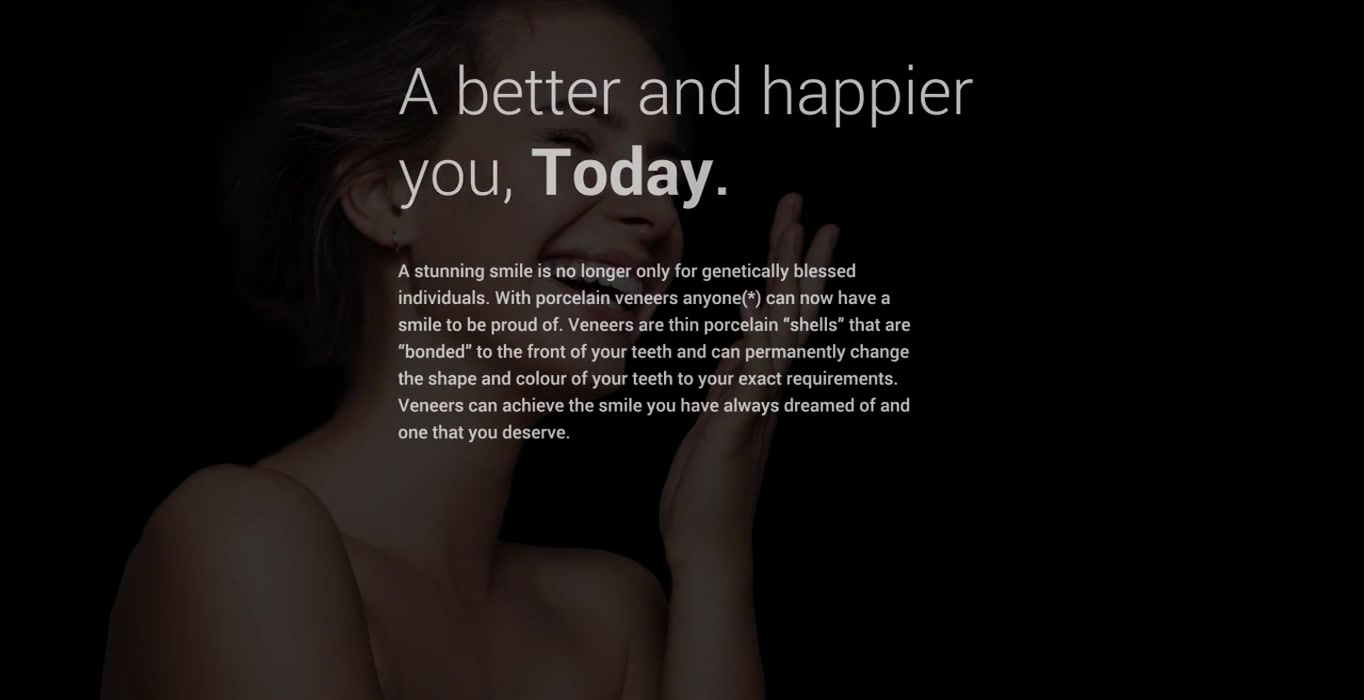 A better and happier
you, Today.
A stunning smile is no longer only for genetically blessed
individuals. With porcelain veneers anyone(*) can now have a
smile to be proud of. Veneers are thin porcelain “shells” that are
“bonded” to the front of your teeth and can permanently change
the shape and colour of your teeth to your exact requirements.
Veneers can achieve the smile you have always dreamed of and
one that you deserve.